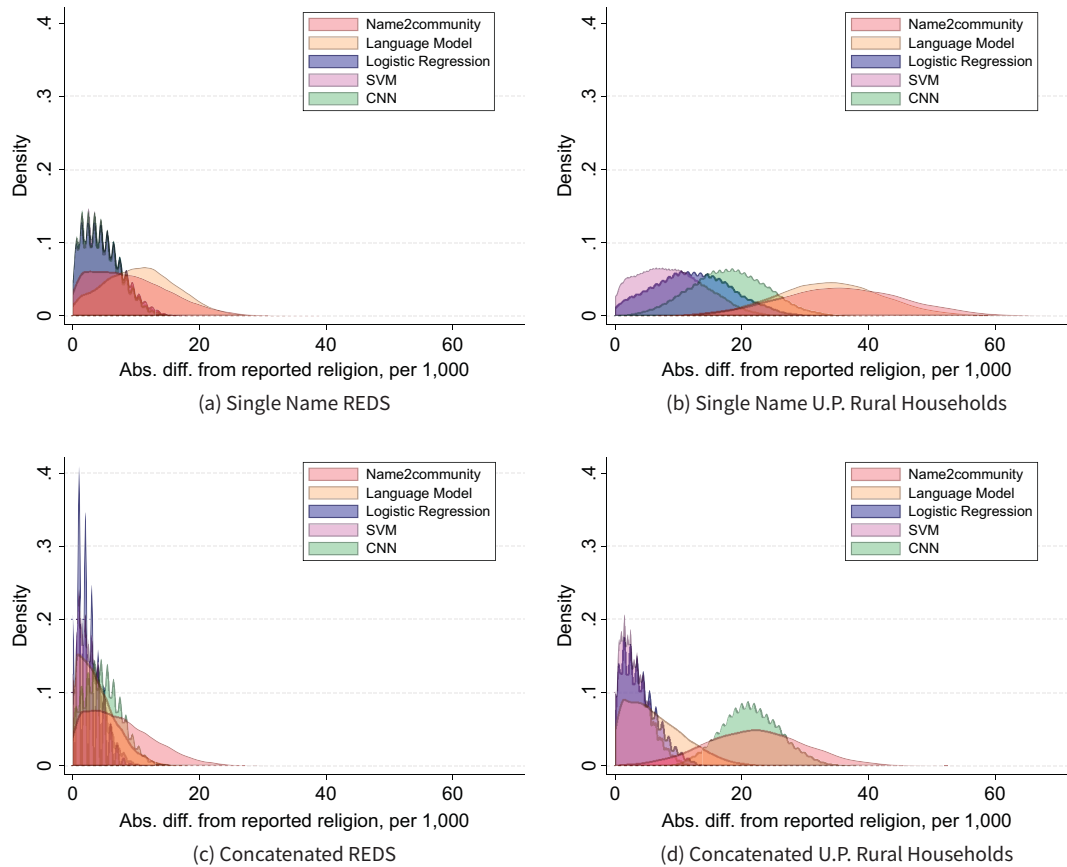 .4
.3
.2
.1
0
Density
Name2community
Language Model
Logistic Regression
SVM
CNN
0 20 40 60
Abs. diff. from reported religion, per 1,000
(a) Single Name REDS
.4
.3
.2
.1
0
Density
Name2community
Language Model
Logistic Regression
SVM
CNN
0 20 40 60
Abs. diff. from reported religion, per 1,000
(b) Single Name U.P. Rural Households
.4
.3
.2
.1
0
Density
Name2community
Language Model
Logistic Regression
SVM
CNN
0 20 40 60
Abs. diff. from reported religion, per 1,000
(c) Concatenated REDS
.4
.3
.2
.1
0
Density
Name2community
Language Model
Logistic Regression
SVM
CNN
0 20 40 60
Abs. diff. from reported religion, per 1,000
(d) Concatenated U.P. Rural Households